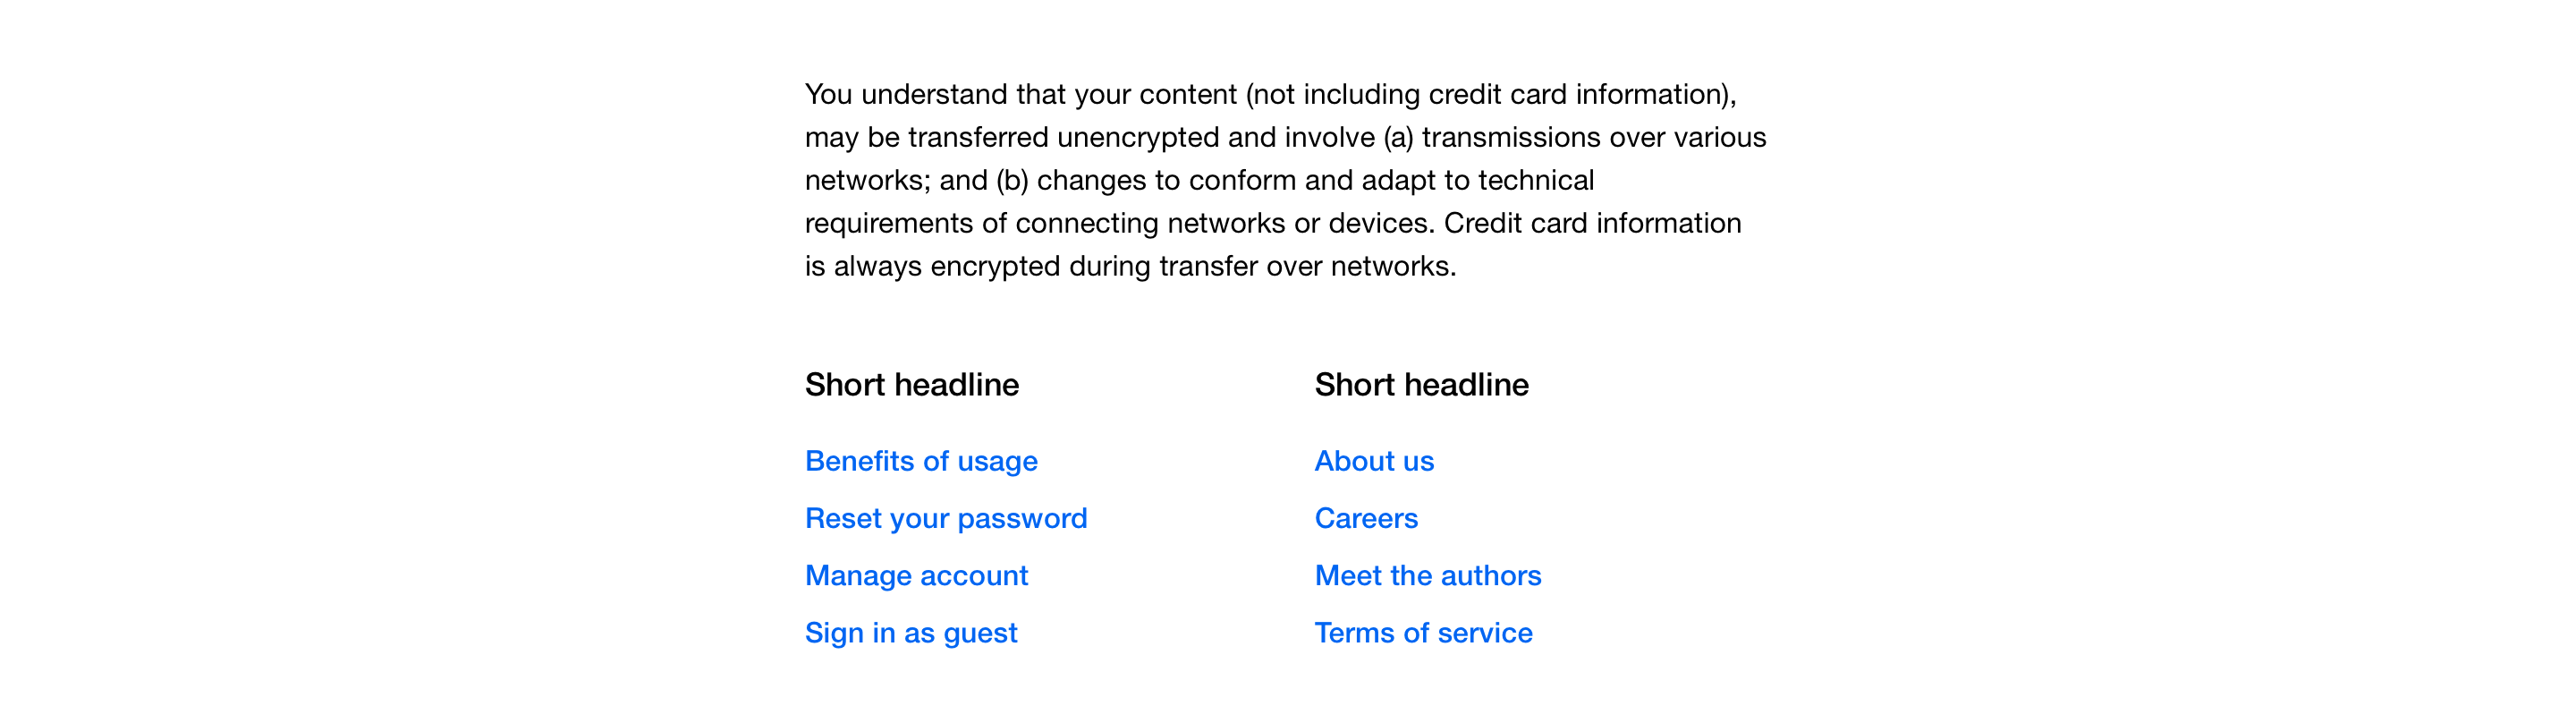 You understand that your content (not including credit card information),
may be transferred unencrypted and involve (a) transmissions over various
networks; and (b) changes to conform and adapt to technical
requirements of connecting networks or devices. Credit card information
is always encrypted during transfer over networks.
Short headline
Benefits of usage
Reset your password
Manage account
Sign in as guest
Short headline
About us
Careers
Meet the authors
Terms of service